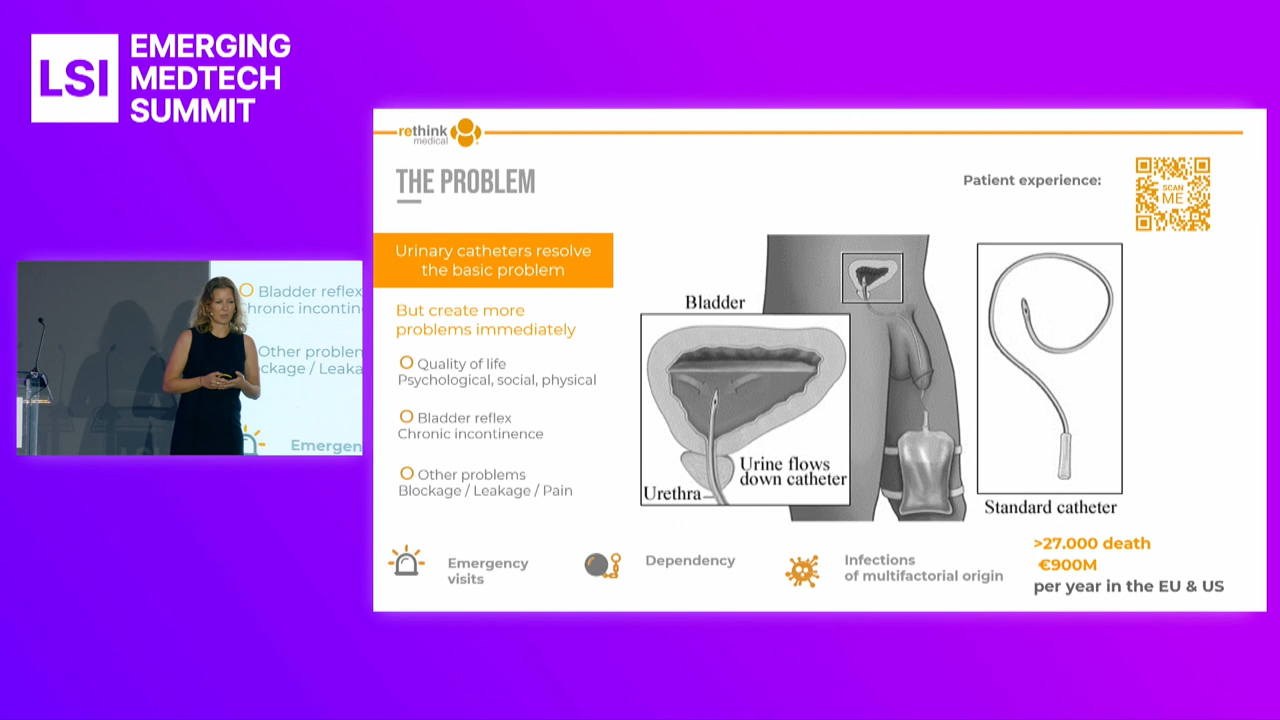 LSI
EMERGING
MEDTECH
SUMMIT
rethink
medical
THE PROBLEM
Patient experience:
SCAN
ME
Urinary catheters resolve
the basic problem
But create more
problems immediately
Quality of life
Psychological, social, physical
Bladder reflex
Chronic incontinence
Other problems
Blockage / Leakage / Pain
Bladder
Urine flows
down catheter
Urethra
Standard catheter
Emergency
visits
Dependency
Infections
of multifactorial origin
>27.000 death
€900M
per year in the EU & US
Bladder reflex
Chronic incontin
Other problem
ckage / Leaka
Emergen